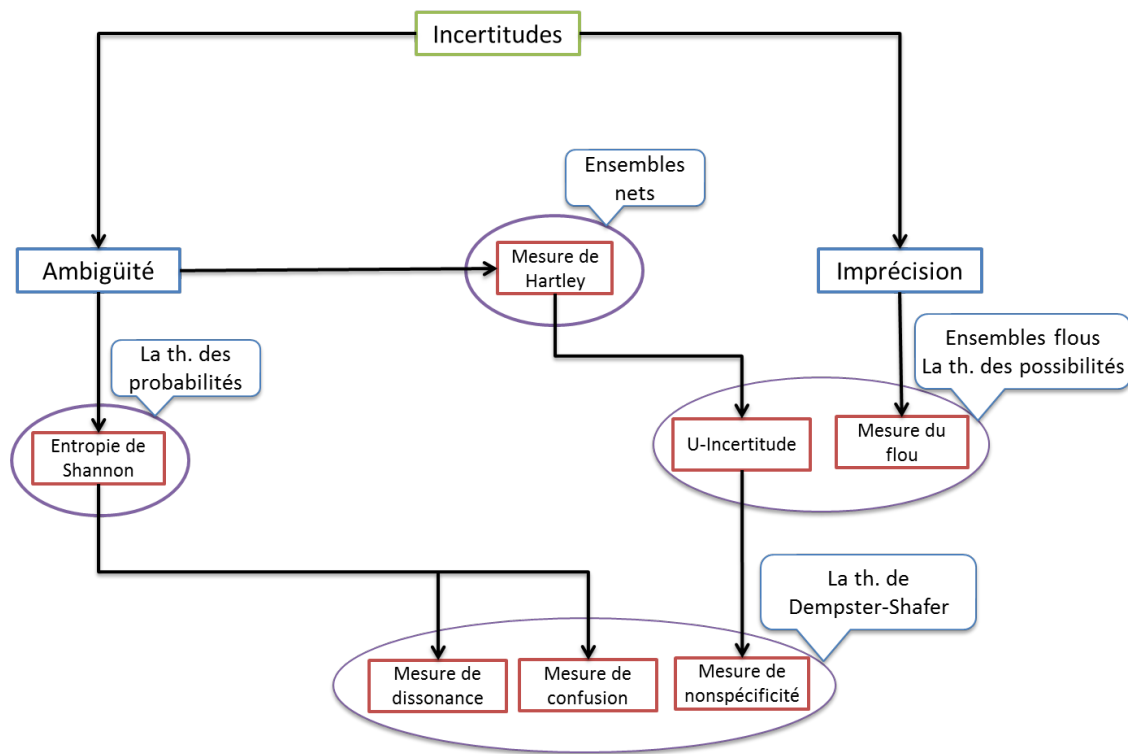 Incertitudes
Ensembles
nets
Ambigüité
Mesure de
Hartley
Imprécision
La th. des
probabilités
Ensembles flous
La th. des possibilités
Entropie de
Shannon
U-Incertitude
Mesure du
flou
La th. de
Dempster-Shafer
Mesure de
dissonance
Mesure de
confusion
Mesure de
nonspécificité